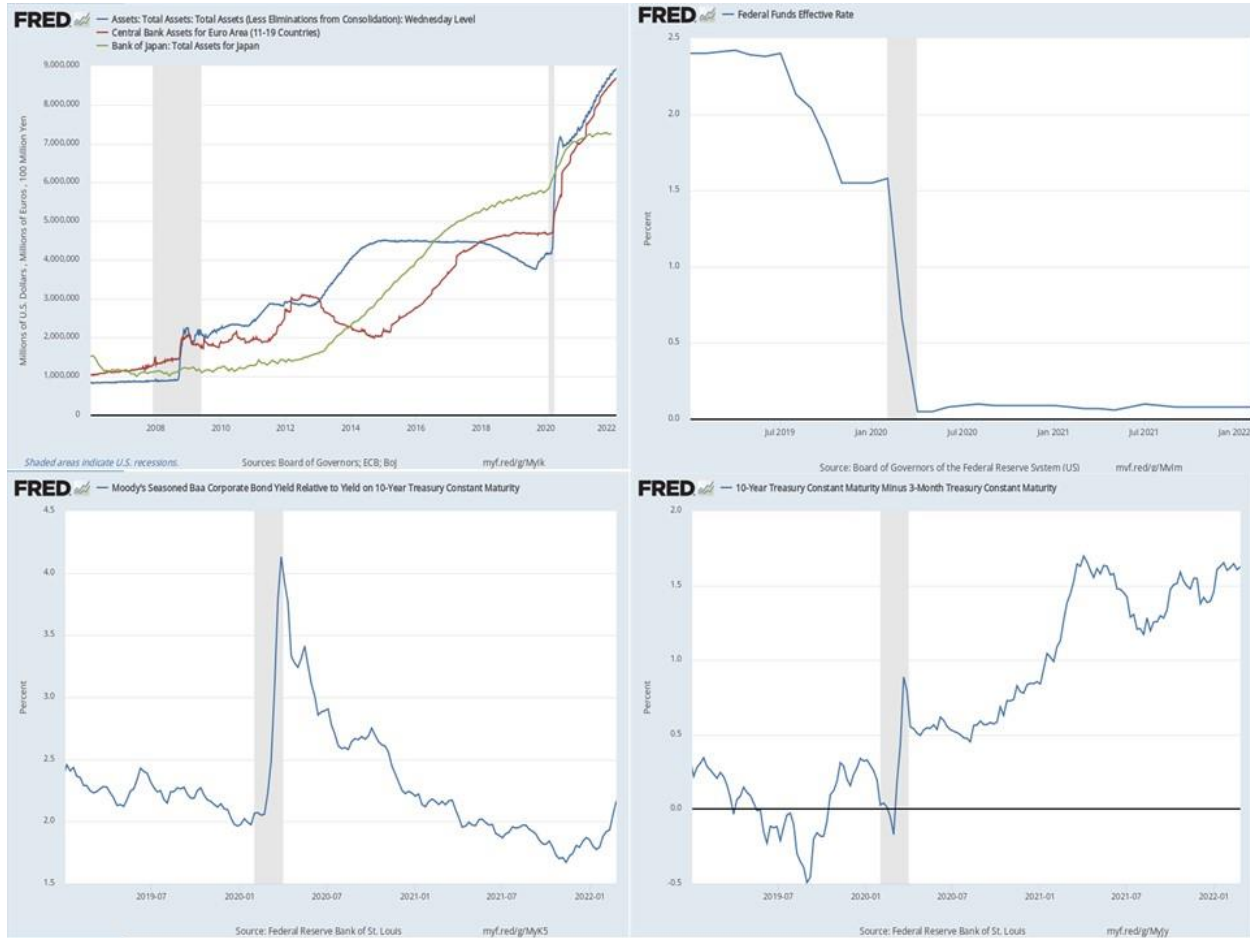 FRED
Assets: Total Assets: Total Assets (Less Eliminations from Consolidation): Wednesday Level
Central Bank Assets for Euro Area (11-19 Countries)
Bank of Japan: Total Assets for Japan
Millions of U.S. Dollars , Millions of Euros , 100 Million Yen
9,000,000
8,000,000
7,000,000
6,000,000
5,000,000
4,000,000
3,000,000
2,000,000
1,000,000
0
2008 2010 2012 2014 2016 2018 2020 2022
Shaded areas indicate U.S. recessions.
Sources: Board of Governors; ECB; BoJ
myf.red/g/MyIk
FRED
Federal Funds Effective Rate
Percent
2.5
2.0
1.5
1.0
0.5
0.0
Jul 2019 Jan 2020 Jul 2020 Jan 2021 Jul 2021 Jan 2022
Source: Board of Governors of the Federal Reserve System (US)
myf.red/g/MyIm
FRED
Moody's Seasoned Baa Corporate Bond Yield Relative to Yield on 10-Year Treasury Constant Maturity
Percent
4.5
4.0
3.5
3.0
2.5
2.0
1.5
2019-07 2020-01 2020-07 2021-01 2021-07 2022-01
Source: Federal Reserve Bank of St. Louis
myf.red/g/MyK5
FRED
10-Year Treasury Constant Maturity Minus 3-Month Treasury Constant Maturity
Percent
2.0
1.5
1.0
0.5
0.0
-0.5
2019-07 2020-01 2020-07 2021-01 2021-07 2022-01
Source: Federal Reserve Bank of St. Louis
myf.red/g/MyJy